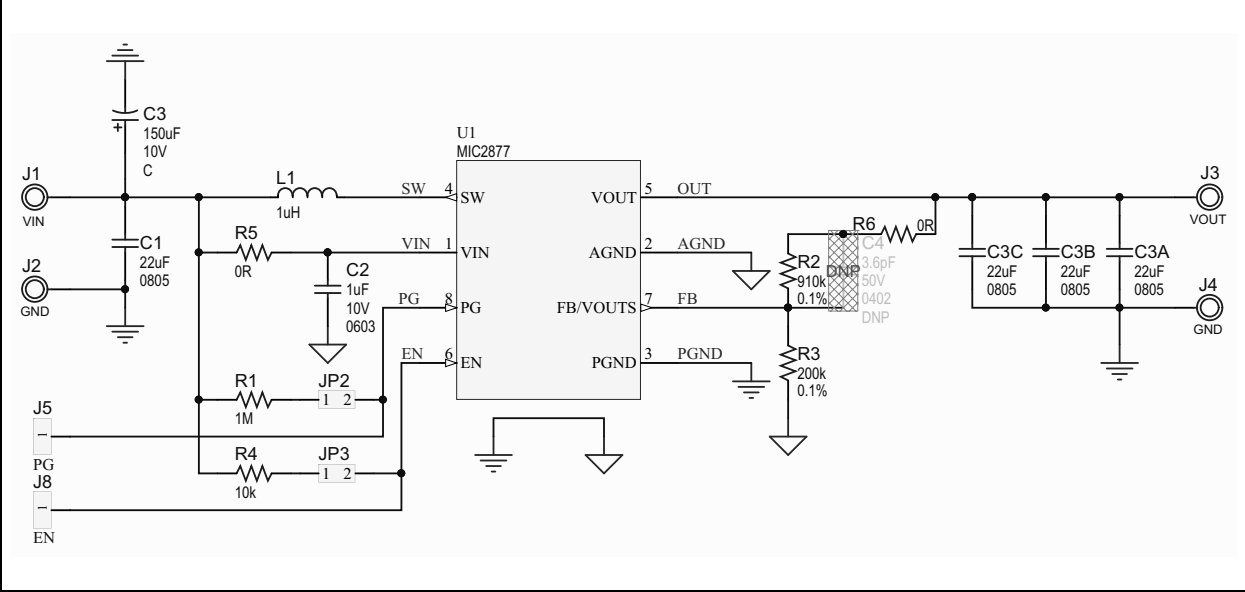 C3
150uF
10V
C
J1
VIN
C1
22uF
0805
J2
GND
L1
1uH
R5
0R
C2
1uF
10V
0603
R1
1M
JP2
1 2
R4
10k
JP3
1 2
J5
1
PG
J8
1
EN
U1
MIC2877
SW 4 SW
VIN 1 VIN
PG 8 PG
EN 6 EN
VOUT 5 OUT
AGND 2 AGND
FB/VOUTS 7 FB
PGND 3 PGND
R2
910k
0.1%
R3
200k
0.1%
DNP
C4
3.6pF
50V
0402
DNP
R6
0R
C3C
22uF
0805
C3B
22uF
0805
C3A
22uF
0805
J3
VOUT
J4
GND